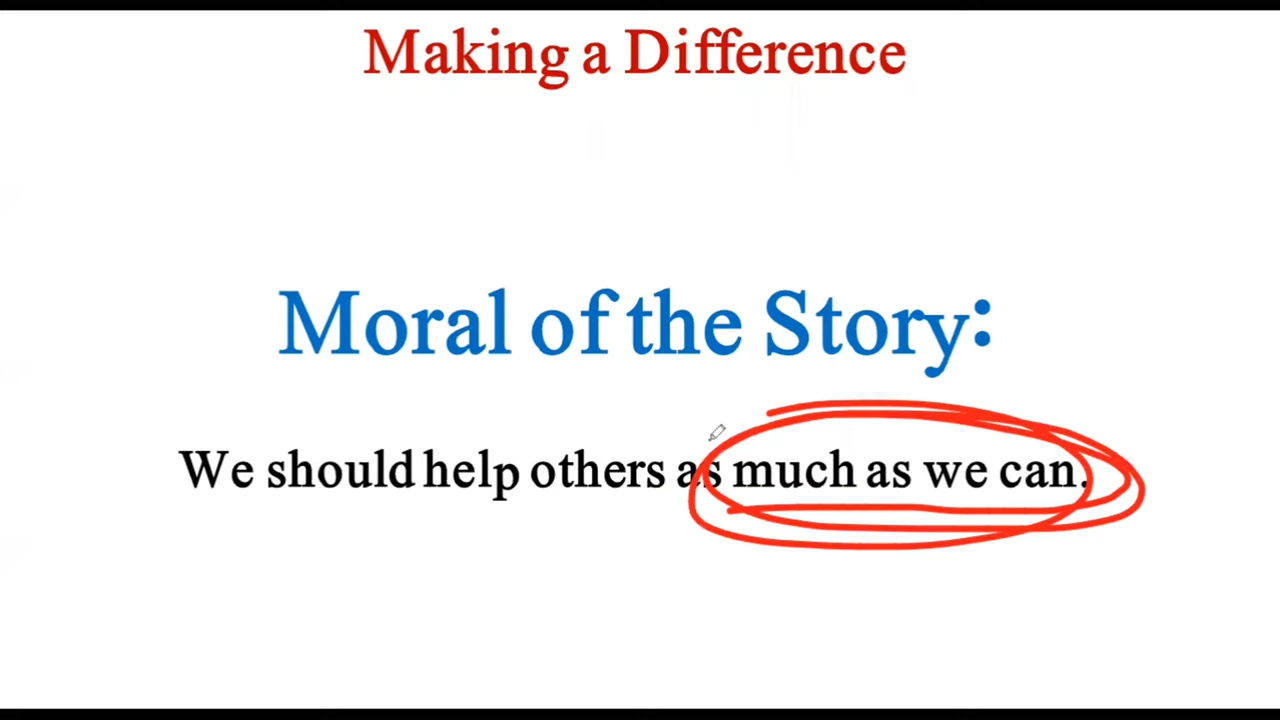 Making a Difference
Moral of the Story:
We should help others as much as we can.